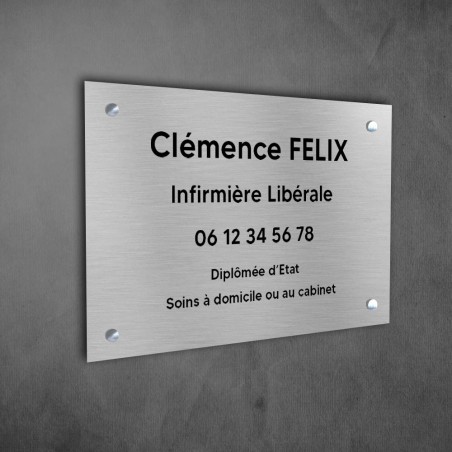 Clémence FELIX
Infirmière Libérale
06 12 34 56 78
Diplômée d'Etat
Soins à domicile ou au cabinet